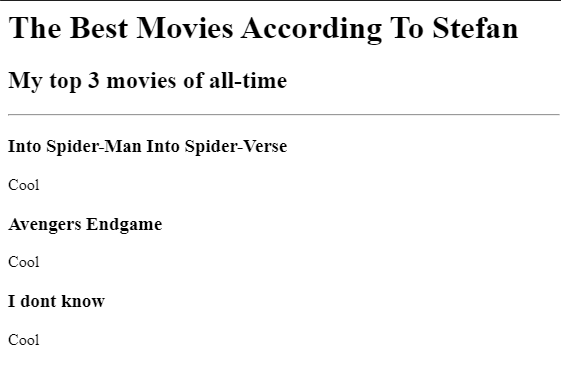 The Best Movies According To Stefan
My top 3 movies of all-time
Into Spider-Man Into Spider-Verse
Cool
Avengers Endgame
Cool
I dont know
Cool